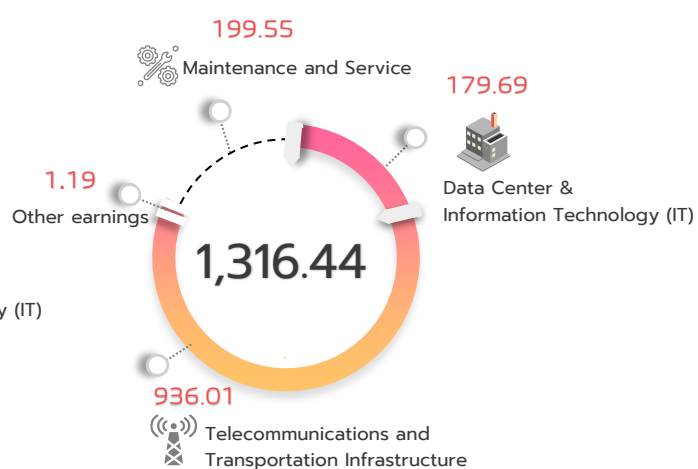 199.55
Maintenance and Service
179.69
Data Center &
Information Technology (IT)
1.19
Other earnings
1,316.44
y (IT)
936.01
Telecommunications and
Transportation Infrastructure